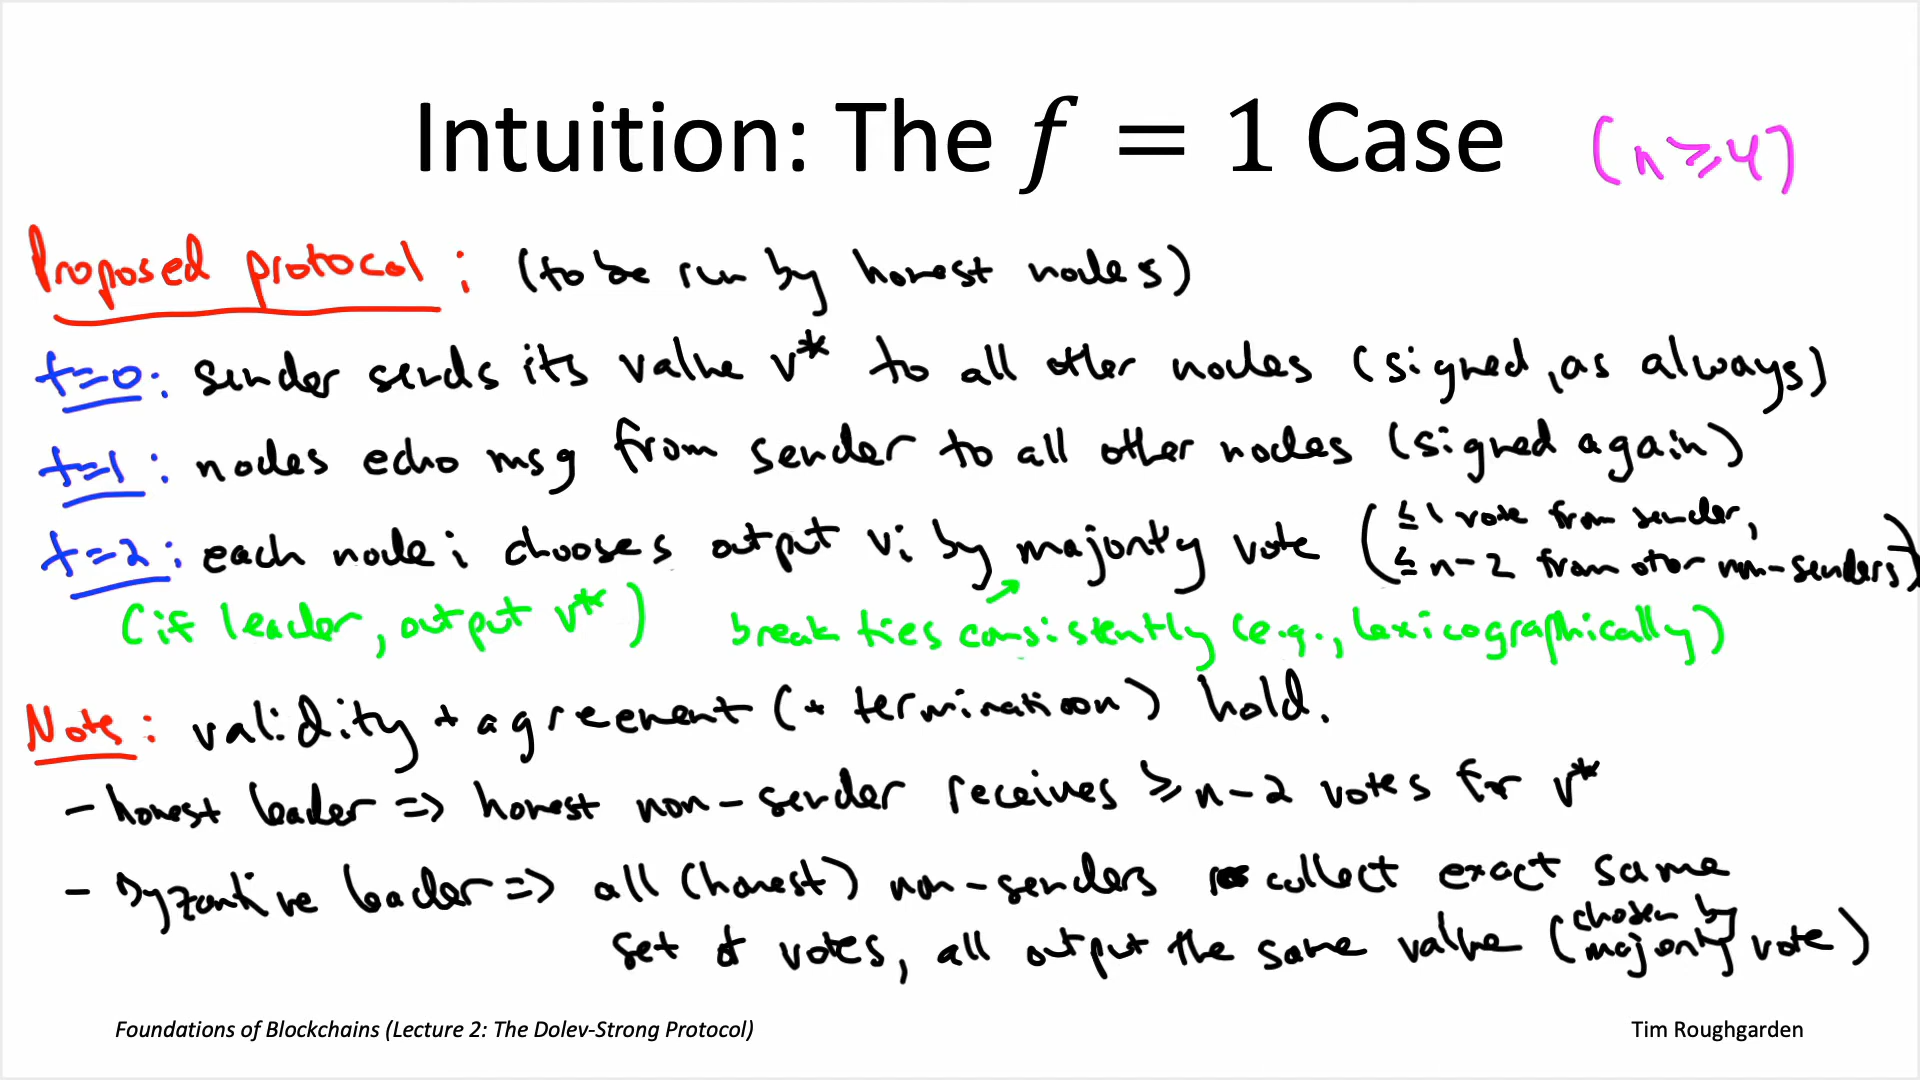 Intuition: The f = 1 Case (n ≥ 4)
Proposed protocol: (to be run by honest nodes)
t=0: sender sends its value v* to all other nodes (signed, as always)
t=1: nodes echo msg from sender to all other nodes (signed again)
t=2: each node i chooses output vi by majority vote (≤ 1 vote from sender,
≤ n-2 from other non-senders)
(if leader, output v*) break ties consistently (e.g., lexicographically)
Note: validity + agreement (+ termination) hold.
- honest leader => honest non-sender receives ≥ n-2 votes for v*
- Byzantine leader => all (honest) non-senders collect exact same
set of votes, all output the same value (chosen by majority vote)
Foundations of Blockchains (Lecture 2: The Dolev-Strong Protocol)
Tim Roughgarden